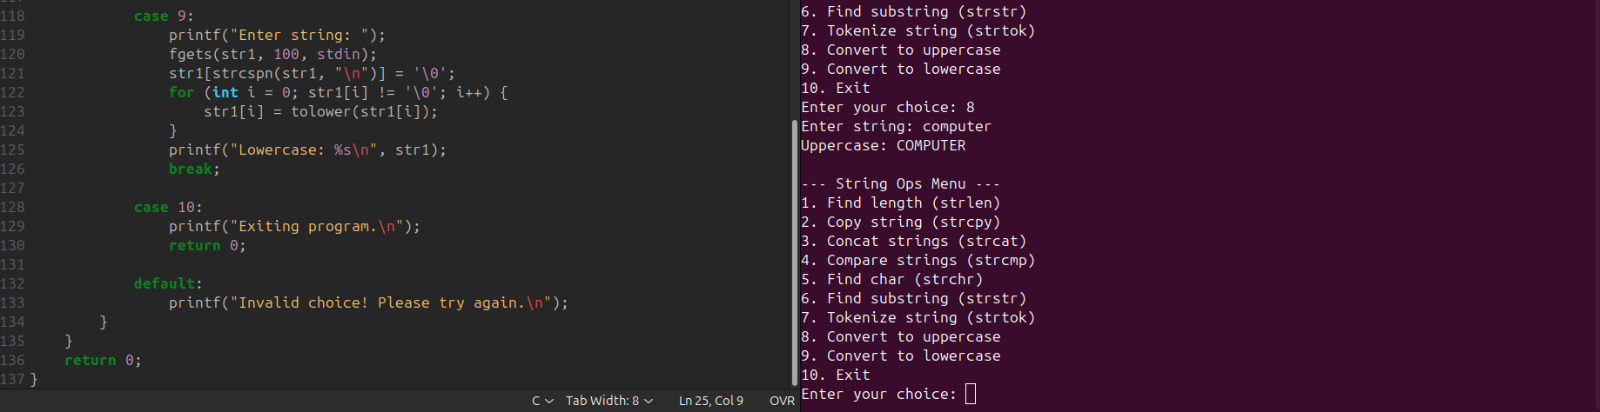 118 case 9:
119 printf("Enter string: ");
120 fgets(str1, 100, stdin);
121 str1[strcspn(str1, "\n")] = '\0';
122 for (int i = 0; str1[i] != '\0'; i++) {
123 str1[i] = tolower(str1[i]);
124 }
125 printf("Lowercase: %s\n", str1);
126 break;
127
128 case 10:
129 printf("Exiting program.\n");
130 return 0;
131
132 default:
133 printf("Invalid choice! Please try again.\n");
134 }
135 }
136 return 0;
137 }
C Tab Width: 8 Ln 25, Col 9 OVR
6. Find substring (strstr)
7. Tokenize string (strtok)
8. Convert to uppercase
9. Convert to lowercase
10. Exit
Enter your choice: 8
Enter string: computer
Uppercase: COMPUTER
--- String Ops Menu ---
1. Find length (strlen)
2. Copy string (strcpy)
3. Concat strings (strcat)
4. Compare strings (strcmp)
5. Find char (strchr)
6. Find substring (strstr)
7. Tokenize string (strtok)
8. Convert to uppercase
9. Convert to lowercase
10. Exit
Enter your choice: